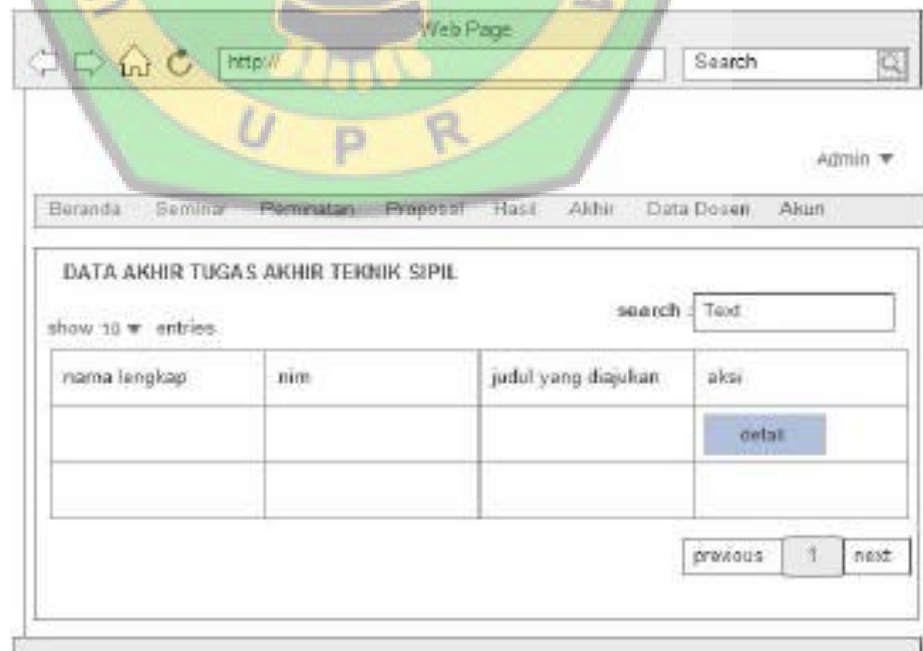 Web Page
http://
Search
U P R
Admin
Beranda Seminar Peminatan Proposal Hasil Akhir Data Dosen Akun
DATA AKHIR TUGAS AKHIR TEKNIK SIPIL
search : Text
show 10 entries
nama lengkap nim judul yang diajukan aksi
detail
previous 1 next